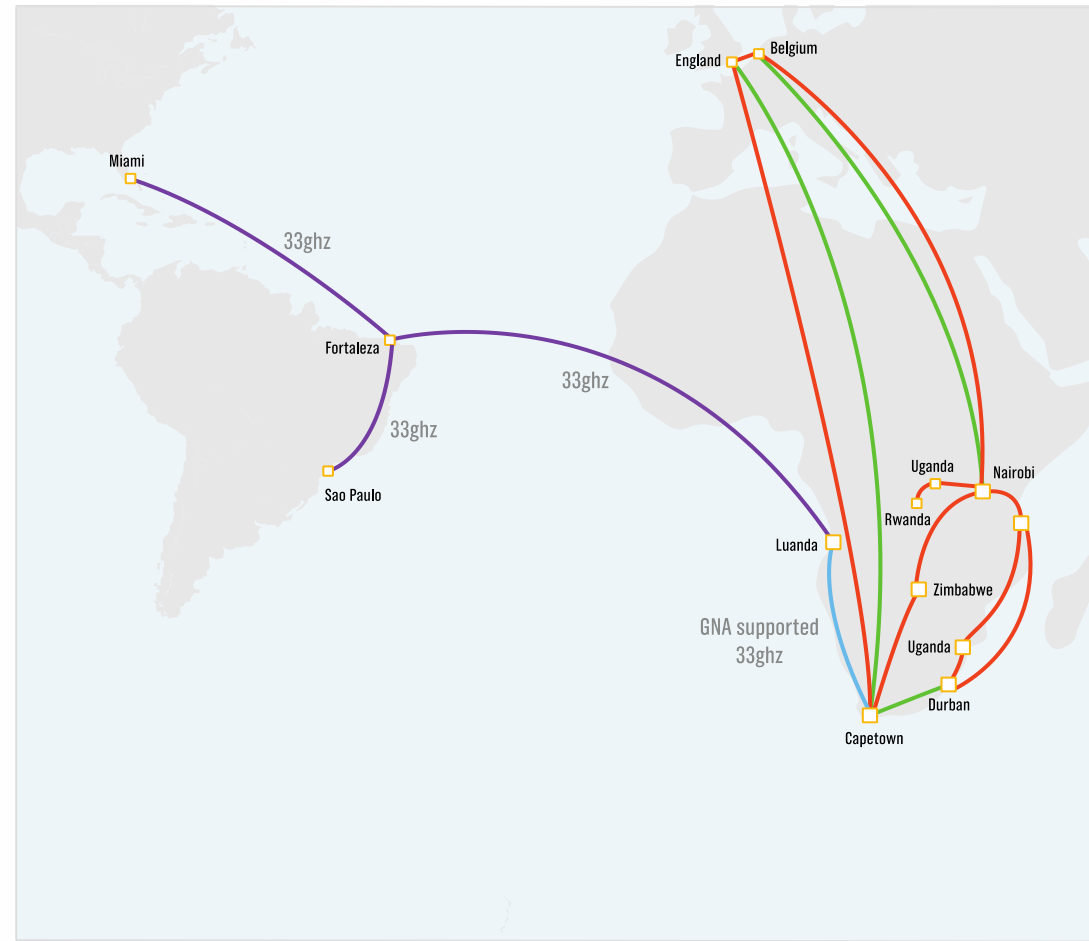 Belgium
England
Miami
33ghz
Fortaleza
33ghz
33ghz
Sao Paulo
Uganda
Nairobi
Rwanda
Luanda
Zimbabwe
GNA supported
33ghz
Uganda
Durban
Capetown